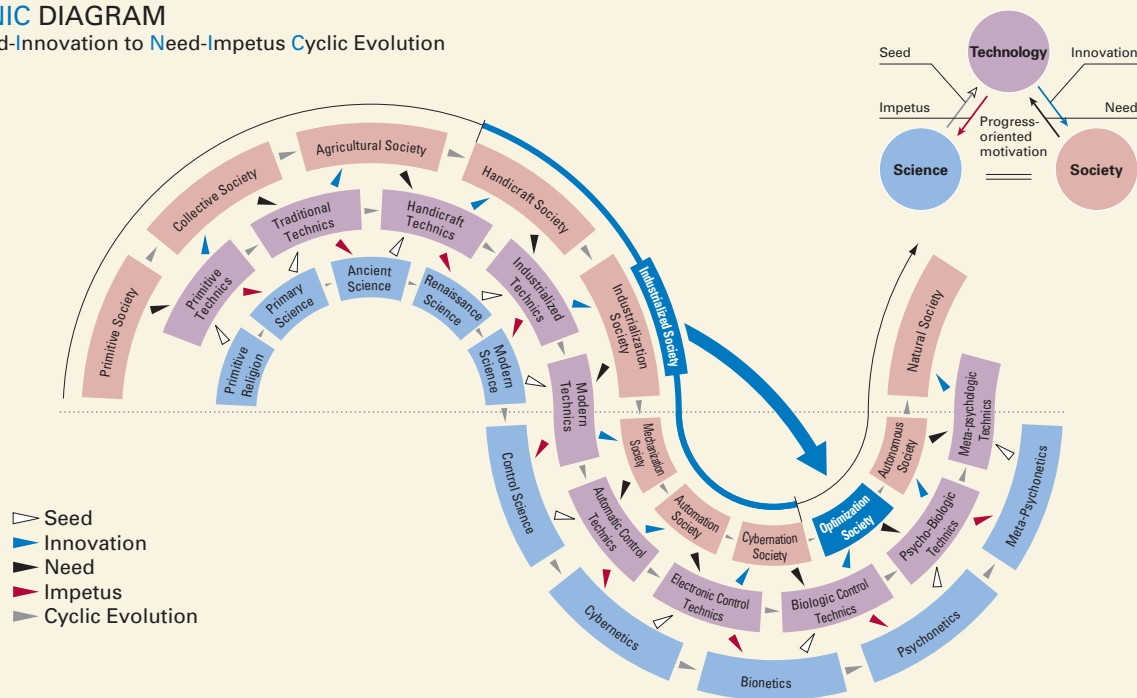 NIC DIAGRAM
d-Innovation to Need-Impetus Cyclic Evolution
Seed
Technology
Innovation
Impetus
Need
Progress-
oriented
motivation
Science
Society
Primitive Society
Collective Society
Agricultural Society
Handicraft Society
Industrialization
Society
Industrialized Society
Mechanization
Society
Automation
Society
Cybernation
Society
Optimization
Society
Autonomous
Society
Natural Society
Primitive
Technics
Traditional
Technics
Handicraft
Technics
Industrialized
Technics
Modern
Technics
Automatic Control
Technics
Electronic Control
Technics
Biologic Control
Technics
Psycho-Biologic
Technics
Meta-psychologic
Technics
Primitive
Religion
Primary
Science
Ancient
Science
Renaissance
Science
Modern
Science
Control Science
Cybernetics
Bionetics
Psychonetics
Meta-Psychonetics
Seed
Innovation
Need
Impetus
Cyclic Evolution